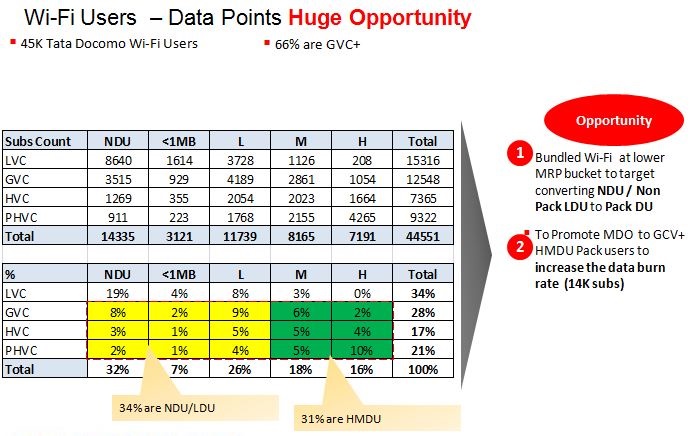 Wi-Fi Users – Data Points Huge Opportunity
45K Tata Docomo Wi-Fi Users
66% are GVC+
Subs Count NDU <1MB L M H Total
LVC 8640 1614 3728 1126 208 15316
GVC 3515 929 4189 2861 1054 12548
HVC 1269 355 2054 2023 1664 7365
PHVC 911 223 1768 2155 4265 9322
Total 14335 3121 11739 8165 7191 44551
% NDU <1MB L M H Total
LVC 19% 4% 8% 3% 0% 34%
GVC 8% 2% 9% 6% 2% 28%
HVC 3% 1% 5% 5% 4% 17%
PHVC 2% 1% 4% 5% 10% 21%
Total 32% 7% 26% 18% 16% 100%
34% are NDU/LDU
31% are HMDU
Opportunity
1 Bundled Wi-Fi at lower
MRP bucket to target
converting NDU / Non
Pack LDU to Pack DU
2 To Promote MDO to GCV+
HMDU Pack users to
increase the data burn
rate (14K subs)